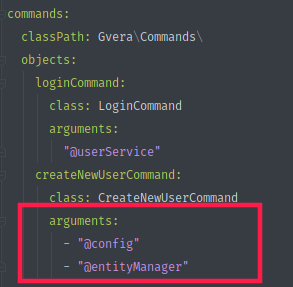 commands:
  classPath: Gvera\Commands\
  objects:
    loginCommand:
      class: LoginCommand
      arguments:
        "@userService"
    createNewUserCommand:
      class: CreateNewUserCommand
      arguments:
        - "@config"
        - "@entityManager"